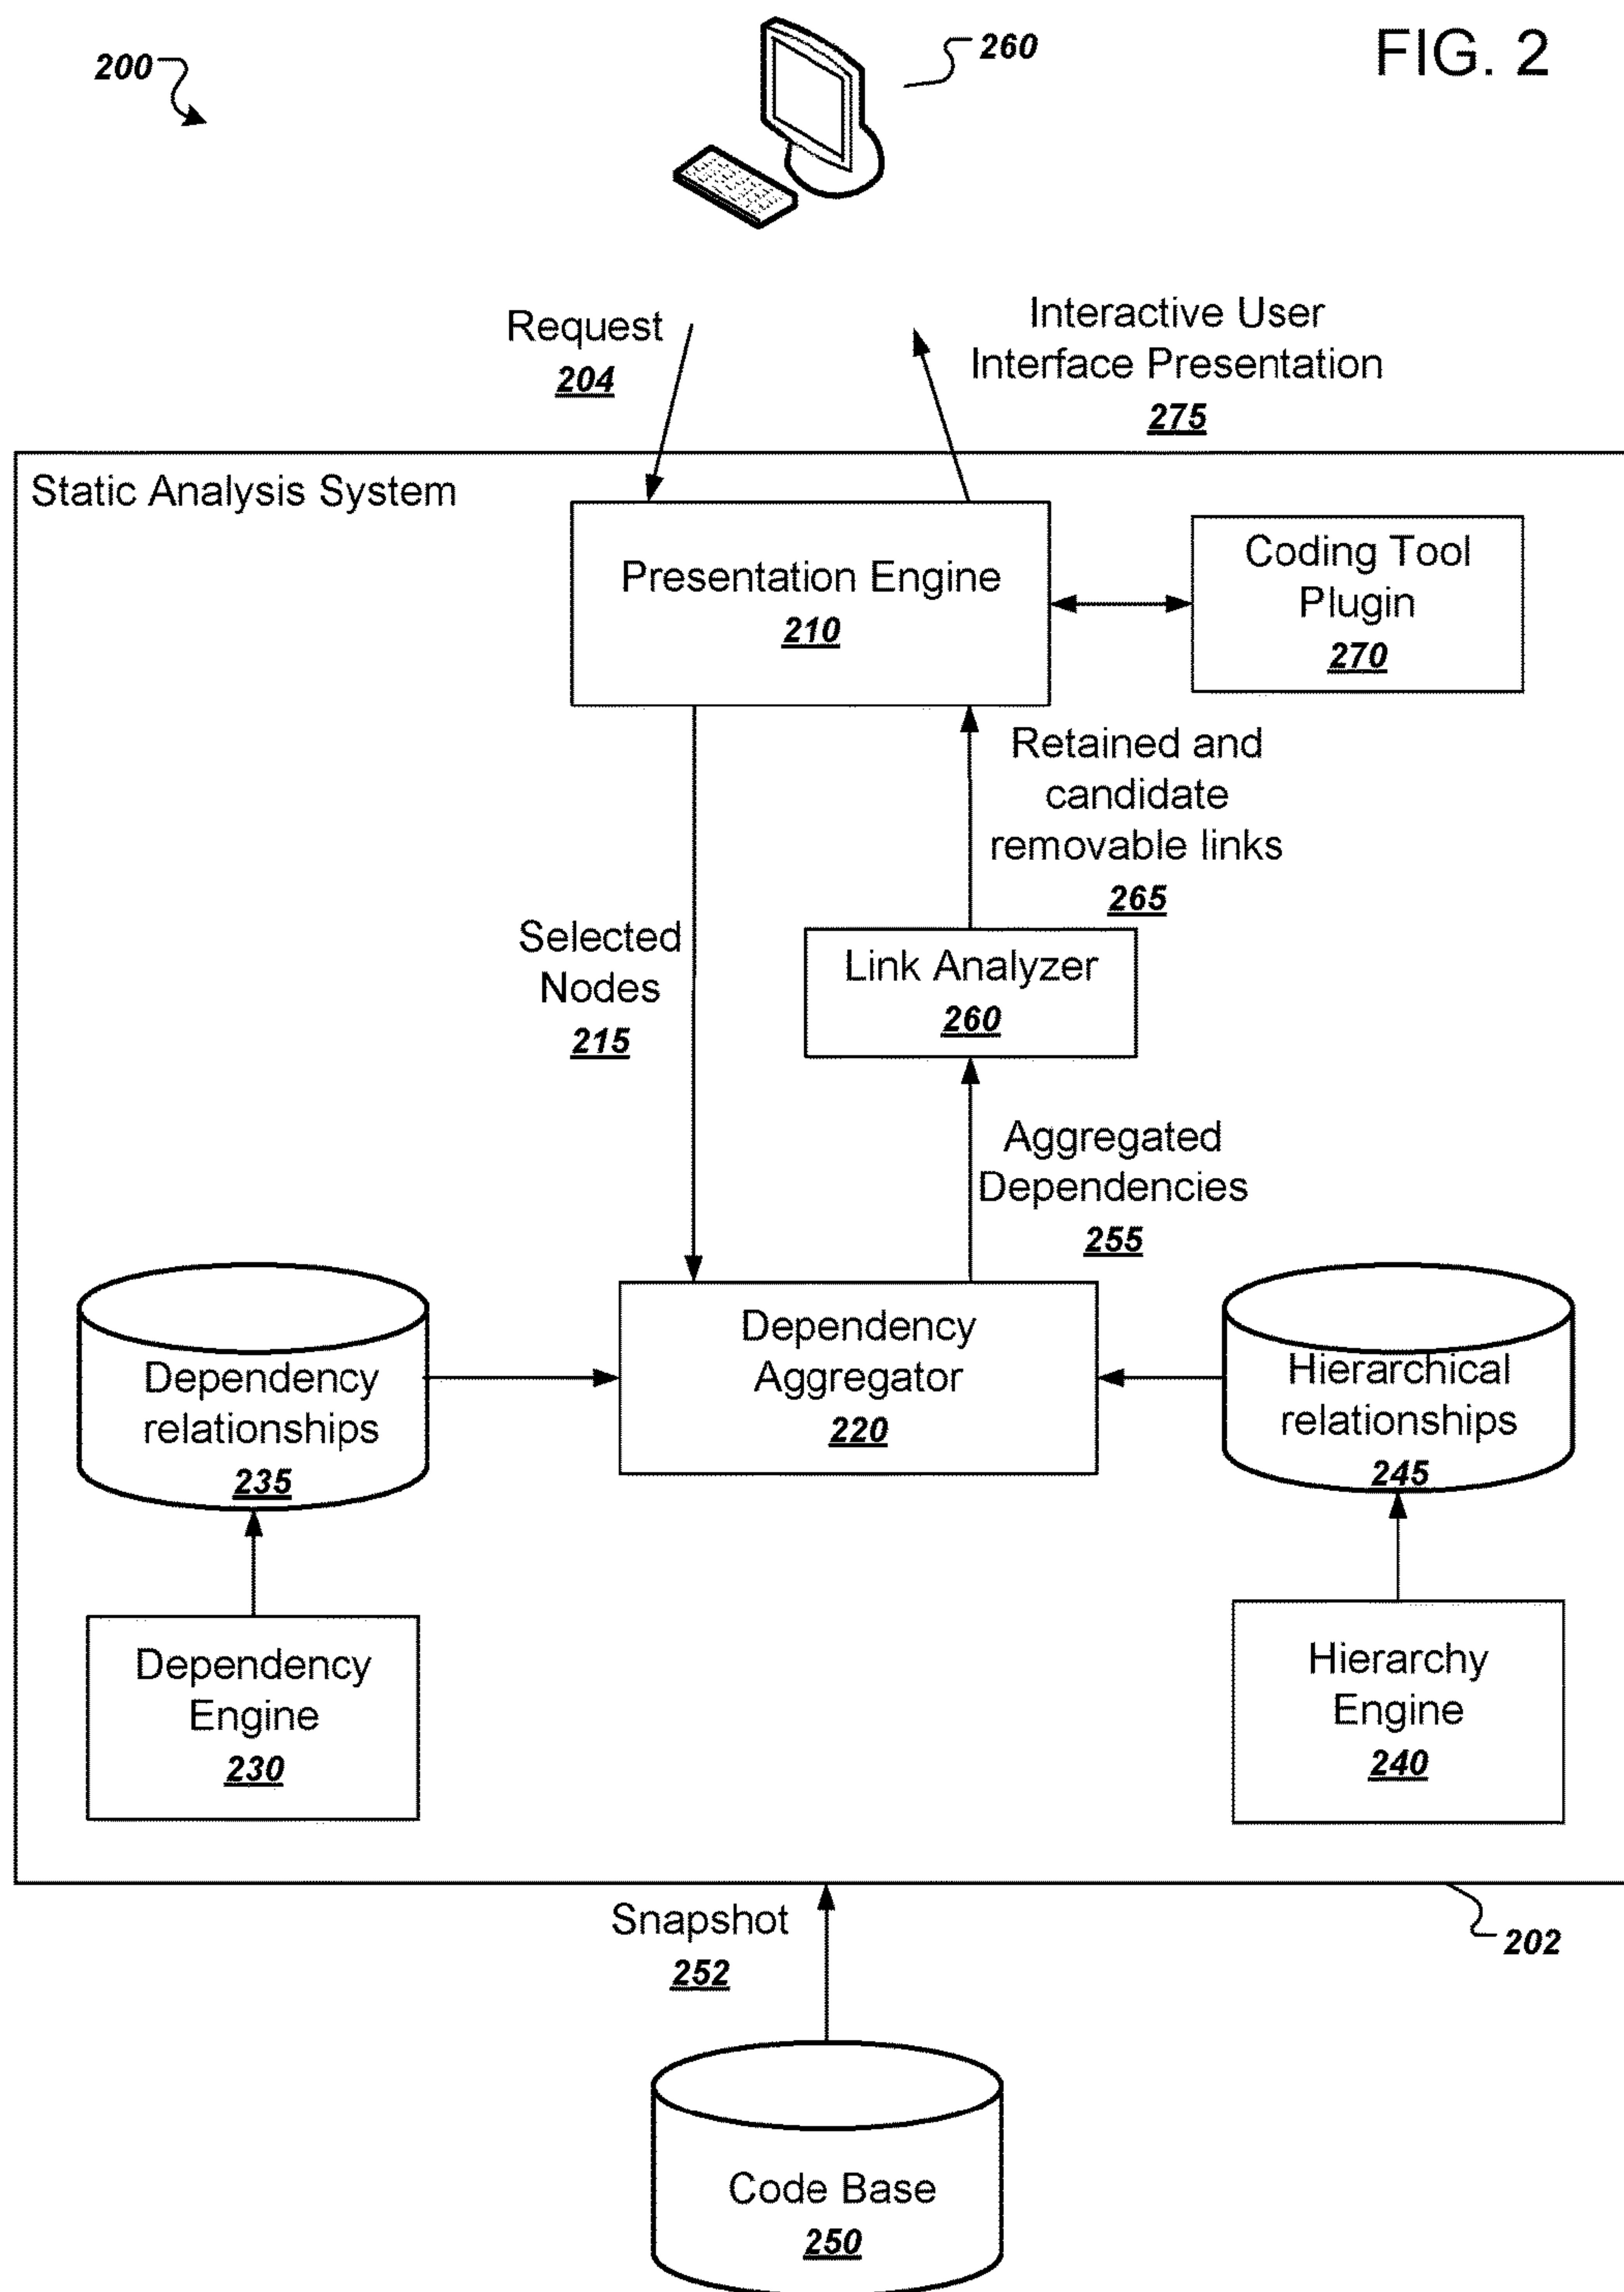 FIG. 2
200
260
Request
204
Interactive User
Interface Presentation
275
Static Analysis System
Presentation Engine
210
Coding Tool
Plugin
270
Retained and
candidate
removable links
265
Selected
Nodes
215
Link Analyzer
260
Aggregated
Dependencies
255
Dependency
relationships
235
Dependency
Aggregator
220
Hierarchical
relationships
245
Dependency
Engine
230
Hierarchy
Engine
240
Snapshot
252
202
Code Base
250